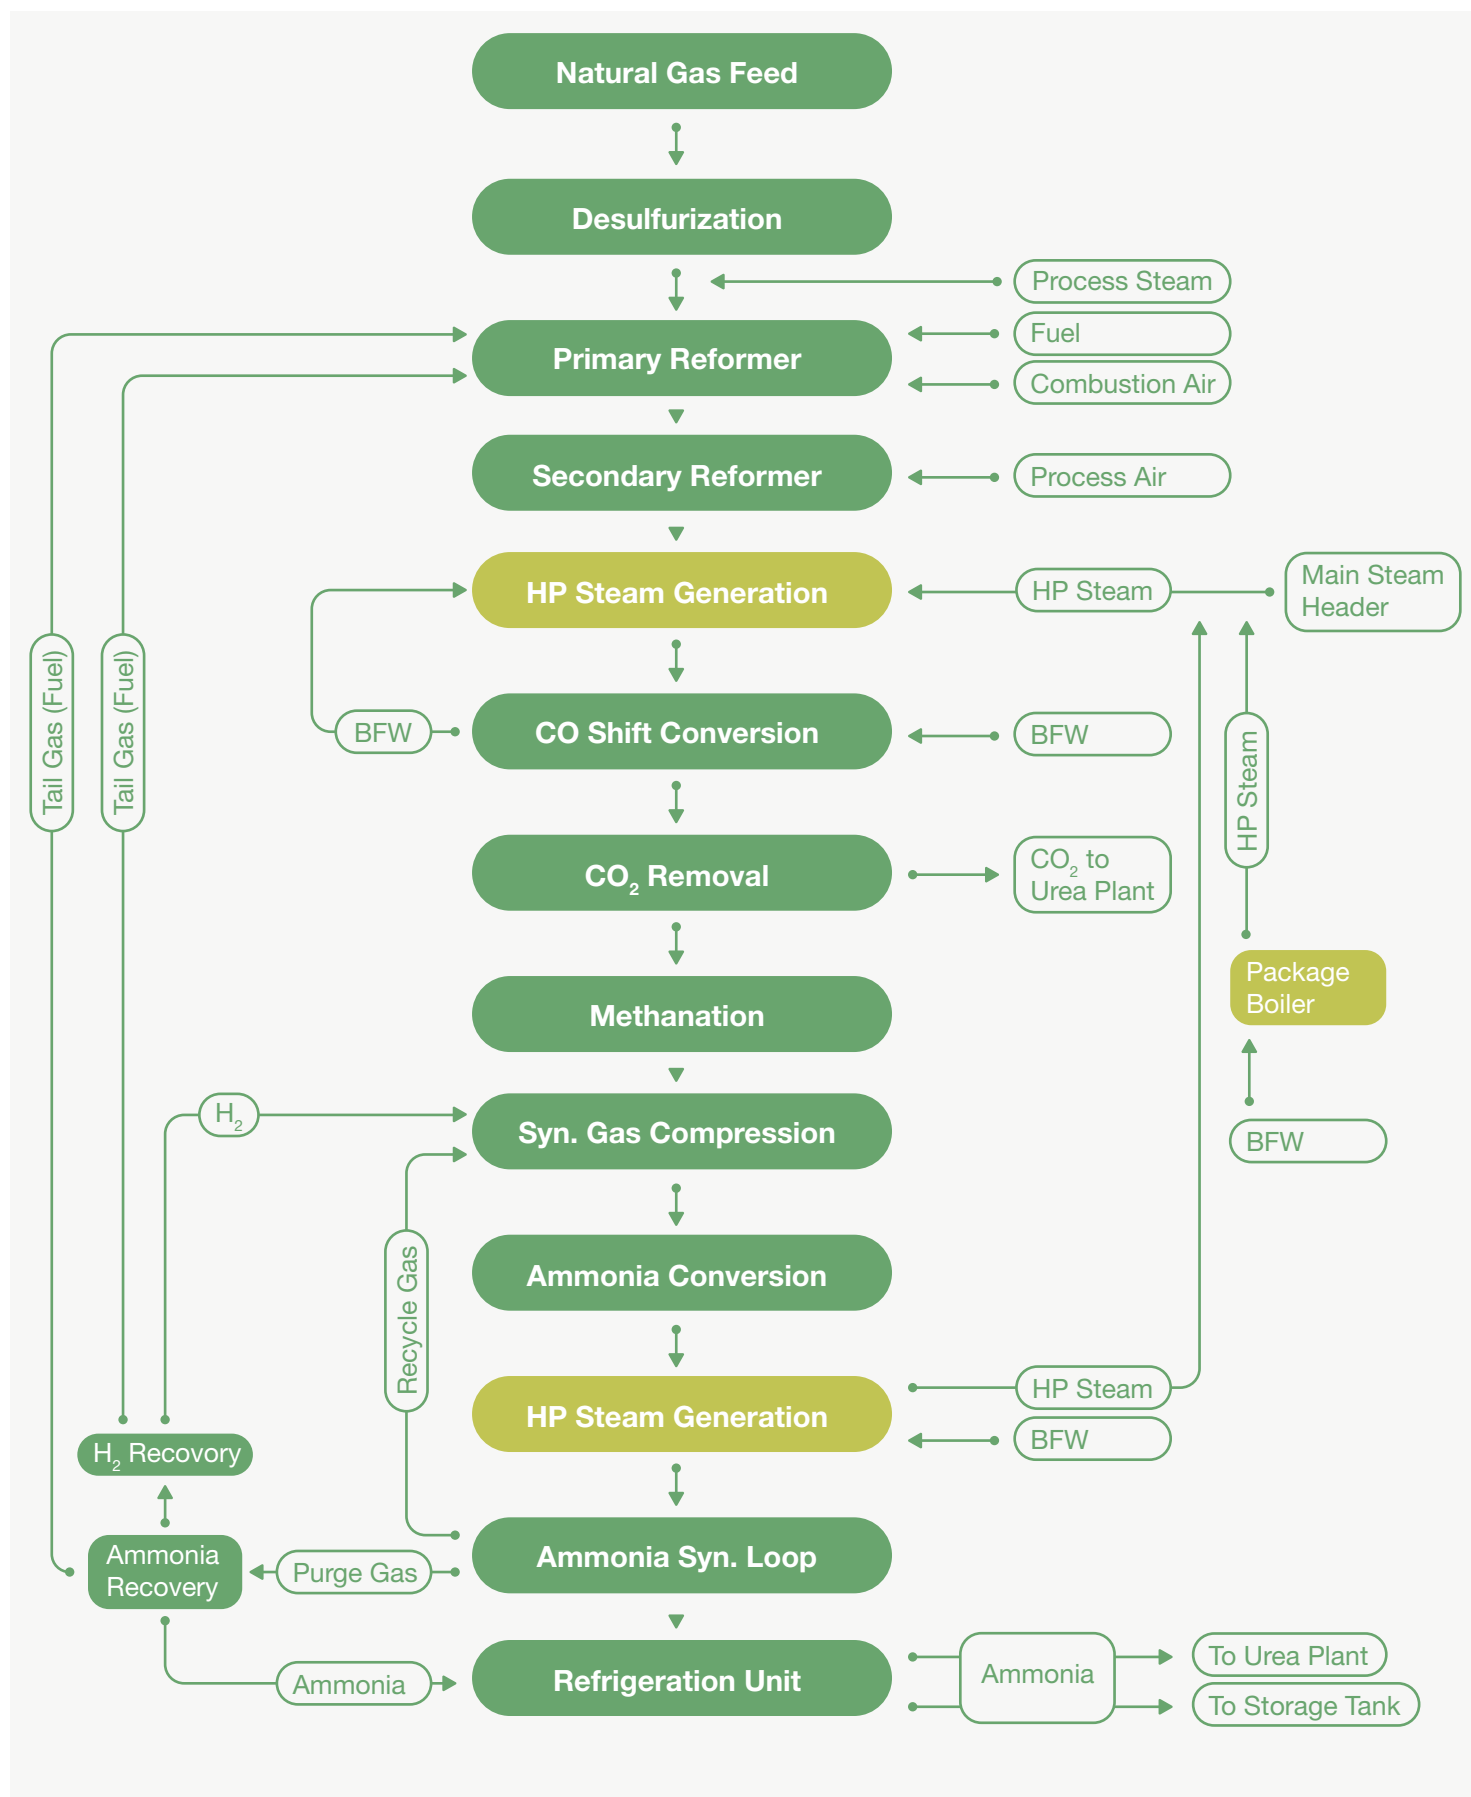 Natural Gas Feed
Desulfurization
Process Steam
Fuel
Primary Reformer
Combustion Air
Secondary Reformer
Process Air
HP Steam Generation
HP Steam
Main Steam
Header
Tail Gas (Fuel)
Tail Gas (Fuel)
BFW
CO Shift Conversion
BFW
HP Steam
CO2 Removal
CO2 to
Urea Plant
Package
Boiler
Methanation
H2
Syn. Gas Compression
BFW
Recycle Gas
Ammonia Conversion
HP Steam Generation
HP Steam
BFW
H2 Recovory
Ammonia
Recovery
Purge Gas
Ammonia Syn. Loop
Ammonia
Refrigeration Unit
Ammonia
To Urea Plant
To Storage Tank